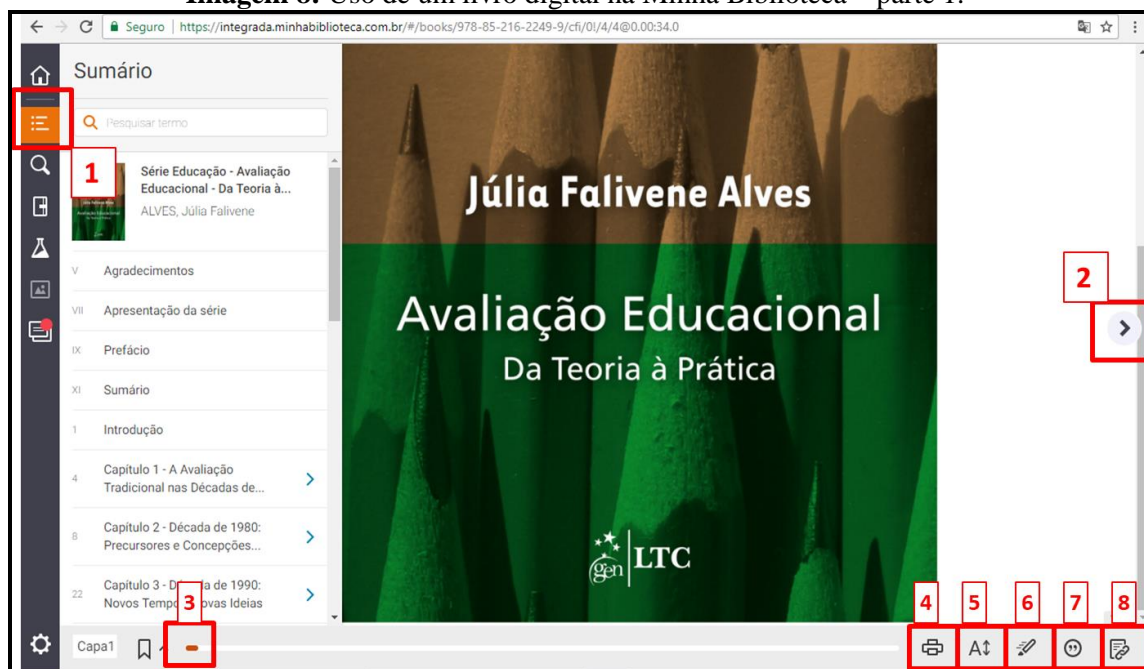 Imagem 8: Uso de um livro digital na Minha Biblioteca – parte 1.
Seguro | https://integrada.minhabiblioteca.com.br/#/books/978-85-216-2249-9/cfi/0!/4/4@0.00:34.0
Sumário
Pesquisar termo
1
Série Educação - Avaliação
Educacional - Da Teoria à...
ALVES, Júlia Falivene
V Agradecimentos
VII Apresentação da série
IX Prefácio
XI Sumário
1 Introdução
4 Capítulo 1 - A Avaliação
Tradicional nas Décadas de...
8 Capítulo 2 - Década de 1980:
Precursores e Concepções...
22 Capítulo 3 - a de 1990:
Novos ovas Ideias
3
Júlia Falivene Alves
Avaliação Educacional
Da Teoria à Prática
gen LTC
2
4 5 6 7 8
Capa1
A